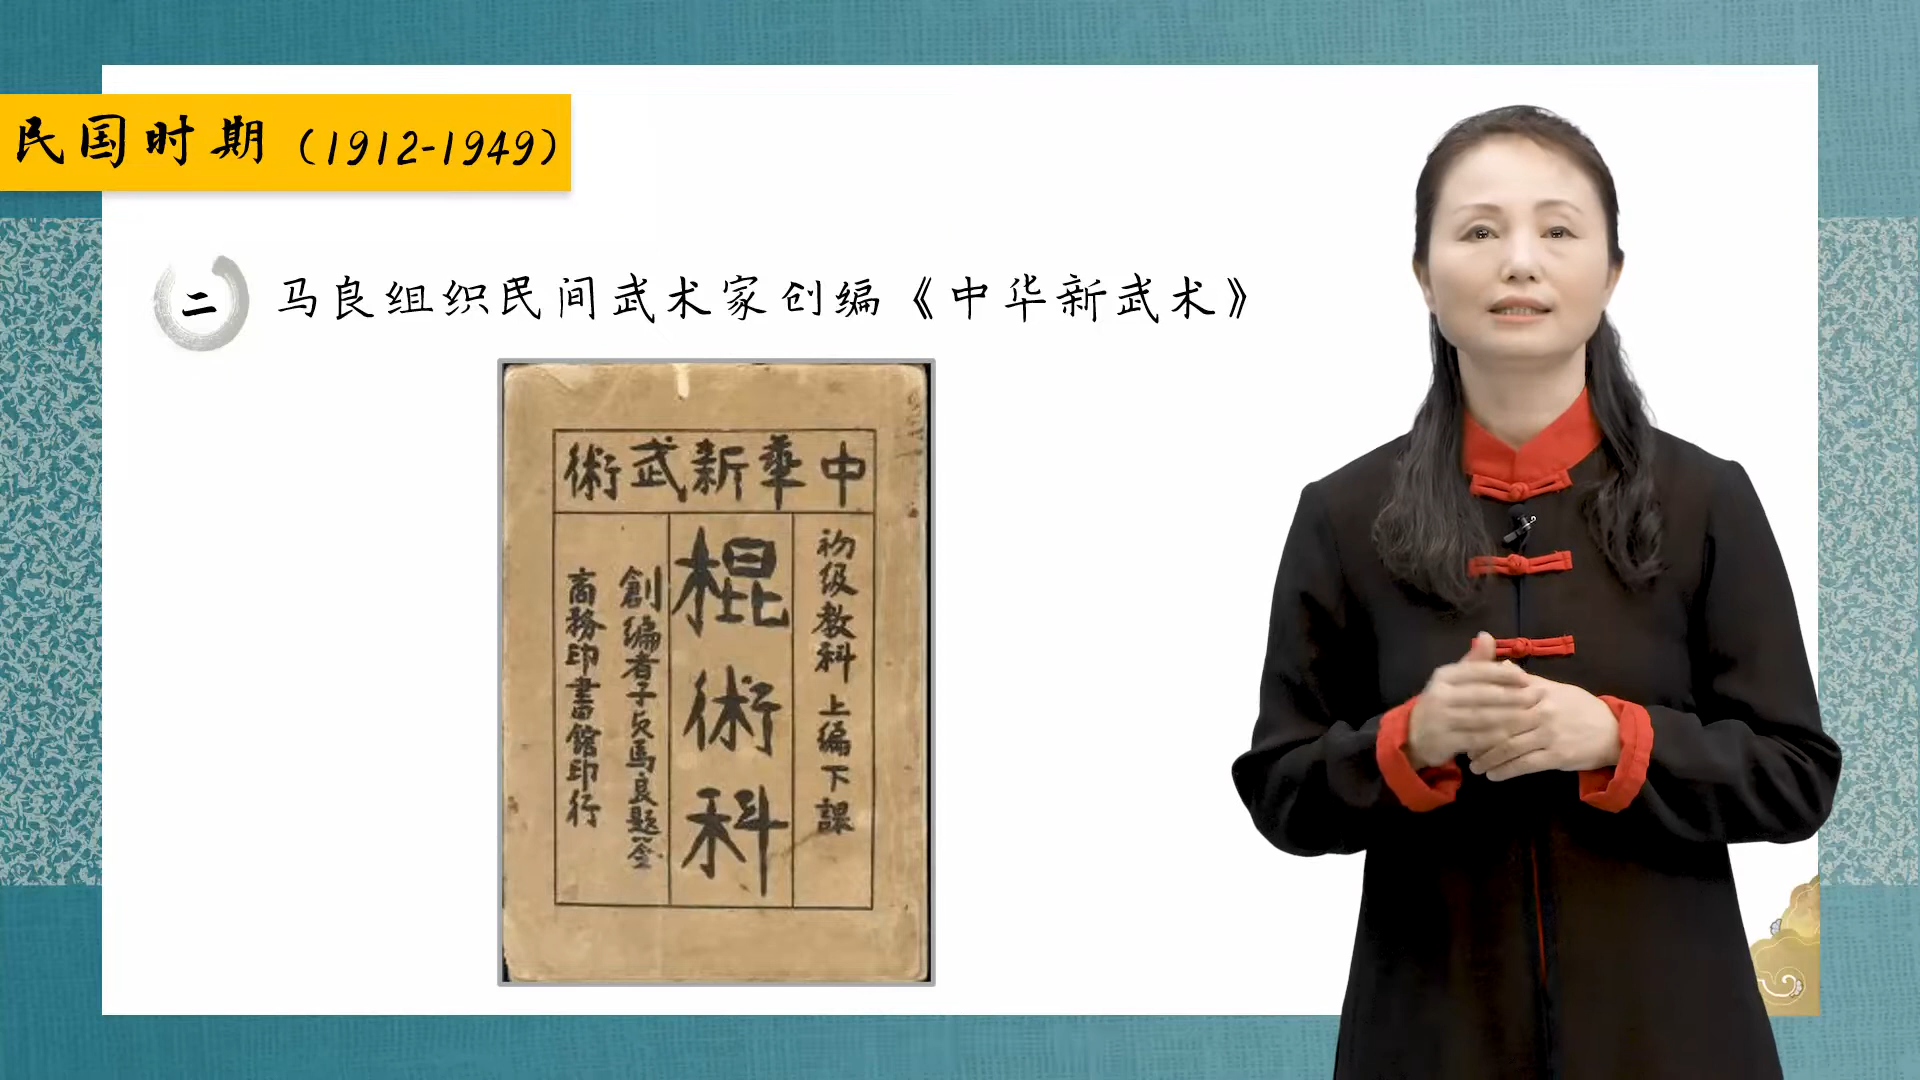 民国时期（1912-1949）
二
马良组织民间武术家创编《中华新武术》
中華新武術
初级教科 上编下課
棍術科
創編者子贞馬良题签
商務印書館印行